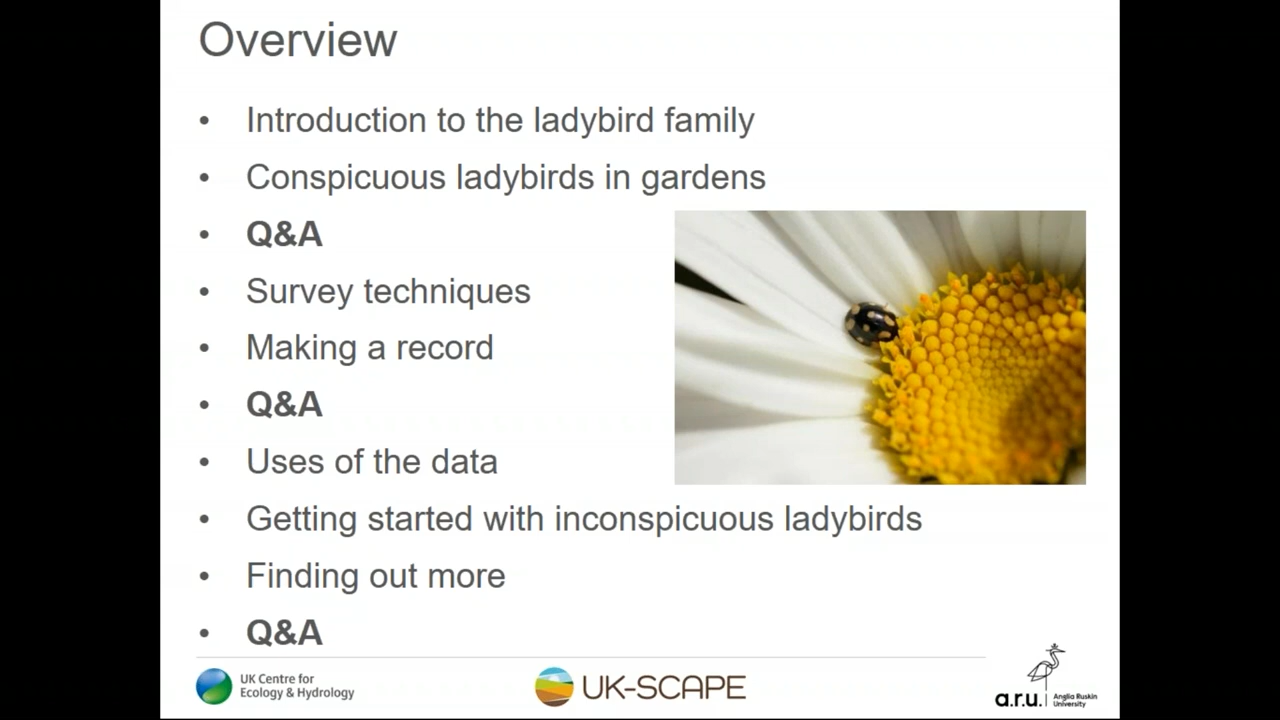 Overview
• Introduction to the ladybird family
• Conspicuous ladybirds in gardens
• Q&A
• Survey techniques
• Making a record
• Q&A
• Uses of the data
• Getting started with inconspicuous ladybirds
• Finding out more
• Q&A
UK Centre for
Ecology & Hydrology
UK-SCAPE
a.r.u.
Anglia Ruskin
University